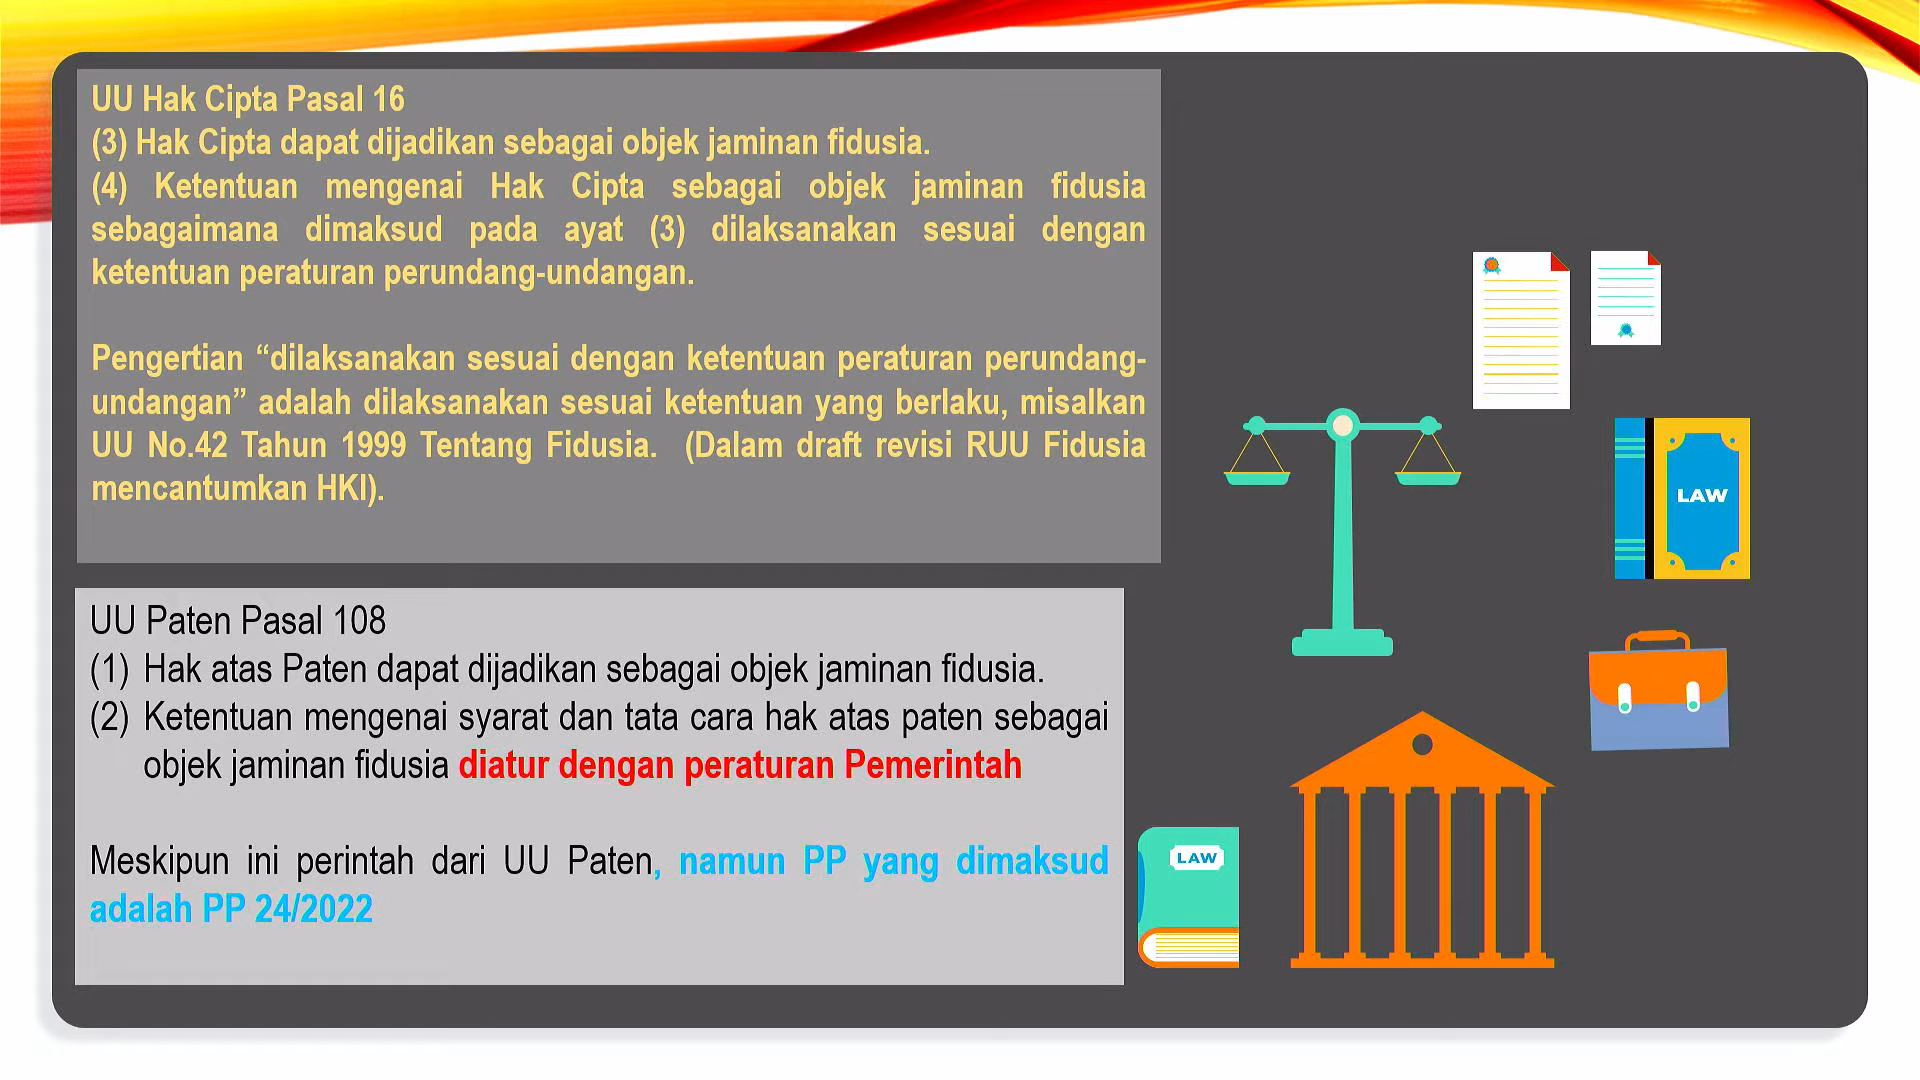 UU Hak Cipta Pasal 16
(3) Hak Cipta dapat dijadikan sebagai objek jaminan fidusia.
(4) Ketentuan mengenai Hak Cipta sebagai objek jaminan fidusia
sebagaimana dimaksud pada ayat (3) dilaksanakan sesuai dengan
ketentuan peraturan perundang-undangan.
Pengertian “dilaksanakan sesuai dengan ketentuan peraturan perundang-
undangan” adalah dilaksanakan sesuai ketentuan yang berlaku, misalkan
UU No.42 Tahun 1999 Tentang Fidusia. (Dalam draft revisi RUU Fidusia
mencantumkan HKI).
UU Paten Pasal 108
(1) Hak atas Paten dapat dijadikan sebagai objek jaminan fidusia.
(2) Ketentuan mengenai syarat dan tata cara hak atas paten sebagai
objek jaminan fidusia diatur dengan peraturan Pemerintah
Meskipun ini perintah dari UU Paten, namun PP yang dimaksud
adalah PP 24/2022
LAW
LAW